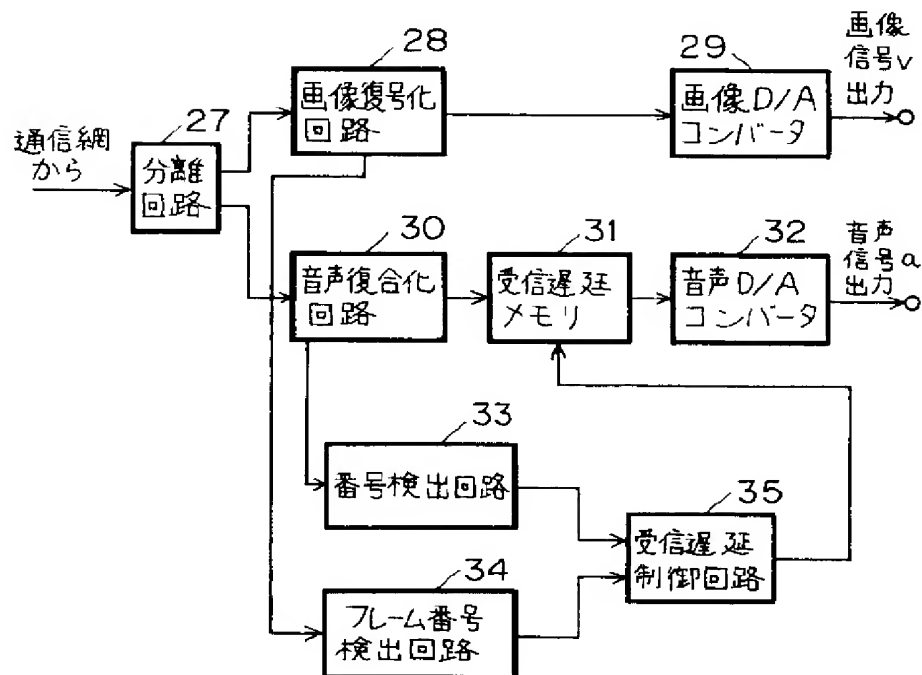 通信網
から
27
分離
回路
28
画像復号化
回路
29
画像D/A
コンバータ
画像
信号v
出力
30
音声復合化
回路
31
受信遅延
メモリ
32
音声D/A
コンバータ
音声
信号a
出力
33
番号検出回路
34
フレーム番号
検出回路
35
受信遅延
制御回路